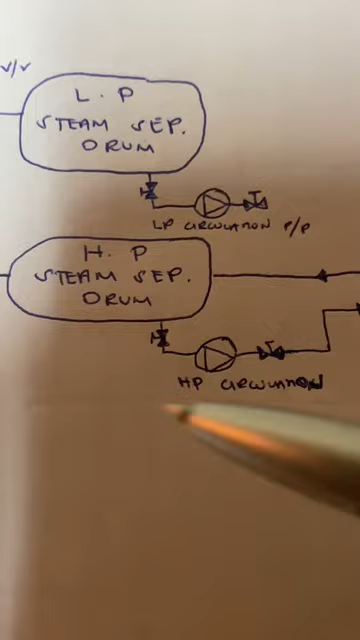 v/v
L.P
STEAM SEP.
DRUM
LP CIRCULATION P/P
H.P
STEAM SEP.
DRUM
HP CIRCULATION